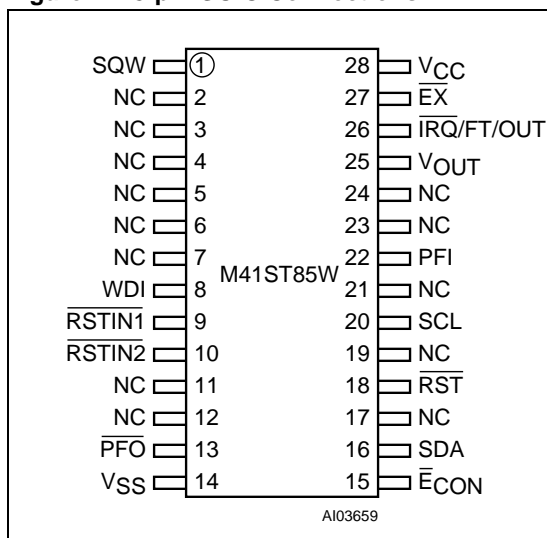 SQW 1 28 VCC
NC 2 27 EX
NC 3 26 IRQ/FT/OUT
NC 4 25 VOUT
NC 5 24 NC
NC 6 23 NC
NC 7 22 PFI
M41ST85W
WDI 8 21 NC
RSTIN1 9 20 SCL
RSTIN2 10 19 NC
NC 11 18 RST
NC 12 17 NC
PFO 13 16 SDA
VSS 14 15 ECON
AI03659